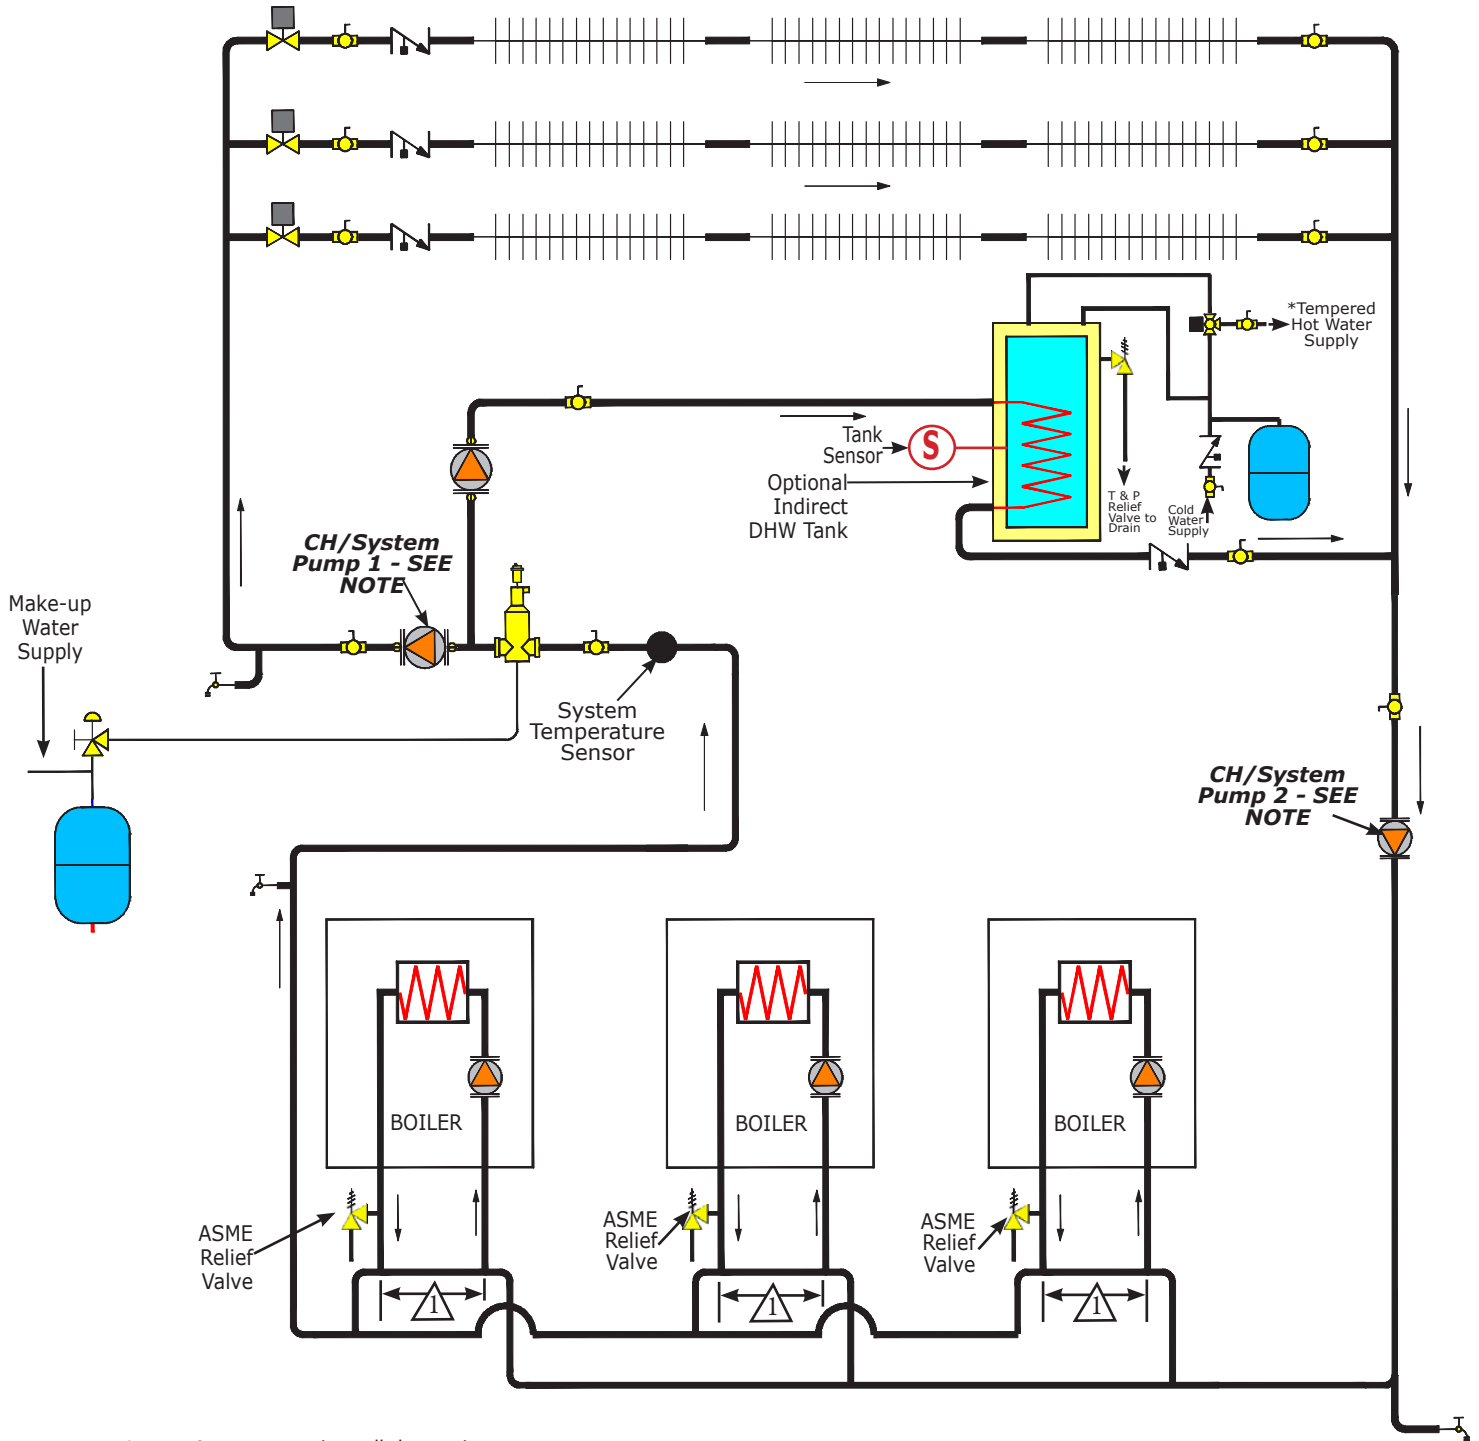 *Tempered
Hot Water
Supply
Tank
Sensor
S
Optional
Indirect
DHW Tank
T & P
Relief
Valve to
Drain
Cold
Water
Supply
CH/System
Pump 1 - SEE
NOTE
Make-up
Water
Supply
System
Temperature
Sensor
CH/System
Pump 2 - SEE
NOTE
BOILER
BOILER
BOILER
ASME
Relief
Valve
ASME
Relief
Valve
ASME
Relief
Valve
1
1
1